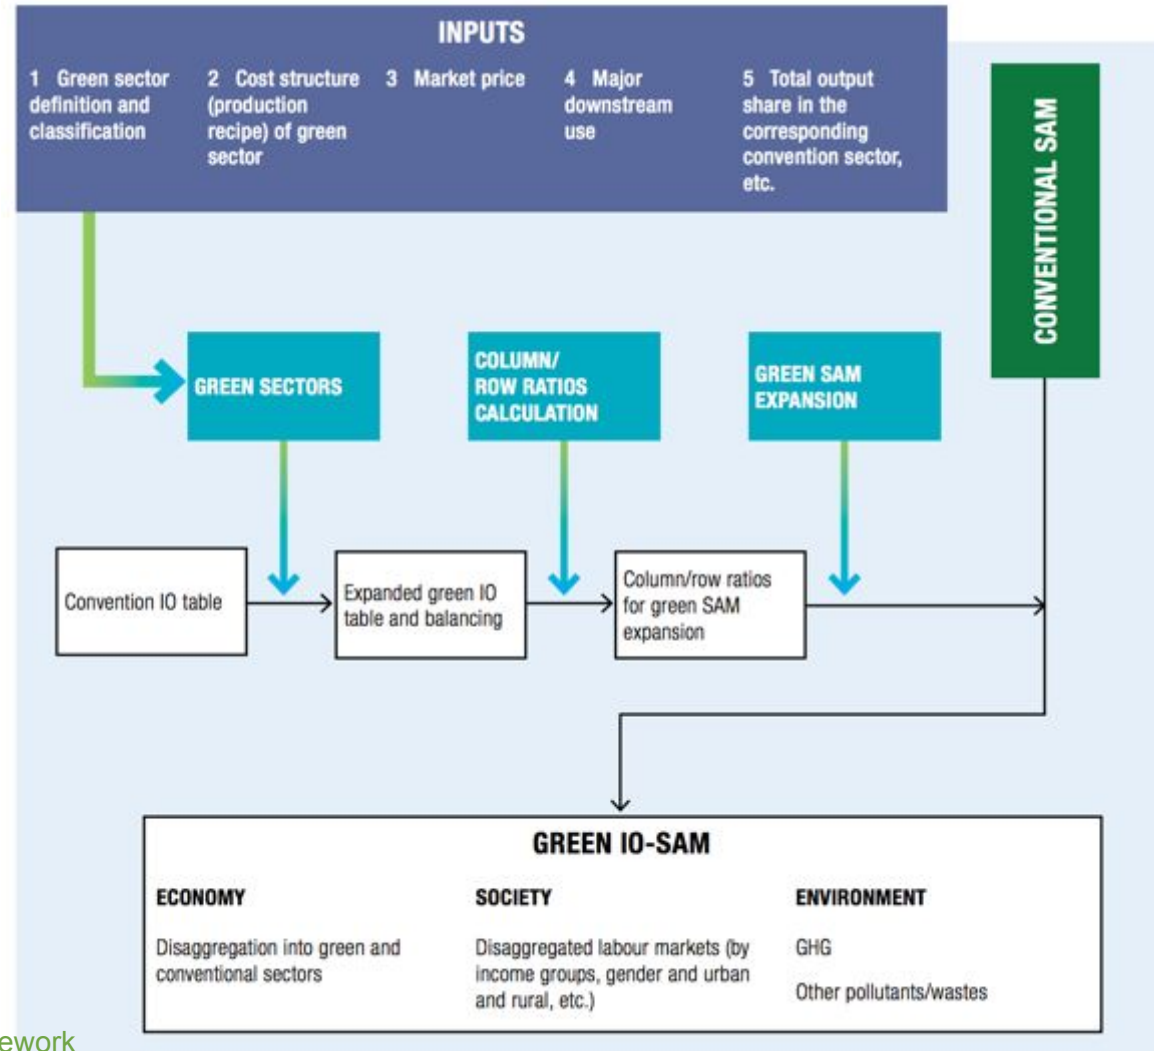 INPUTS
1 Green sector
definition and
classification
2 Cost structure
(production
recipe) of green
sector
3 Market price
4 Major
downstream
use
5 Total output
share in the
corresponding
convention sector,
etc.
CONVENTIONAL SAM
GREEN SECTORS
COLUMN/
ROW RATIOS
CALCULATION
GREEN SAM
EXPANSION
Convention IO table
Expanded green IO
table and balancing
Column/row ratios
for green SAM
expansion
GREEN IO-SAM
ECONOMY
Disaggregation into green and
conventional sectors
SOCIETY
Disaggregated labour markets (by
income groups, gender and urban
and rural, etc.)
ENVIRONMENT
GHG
Other pollutants/wastes
ework